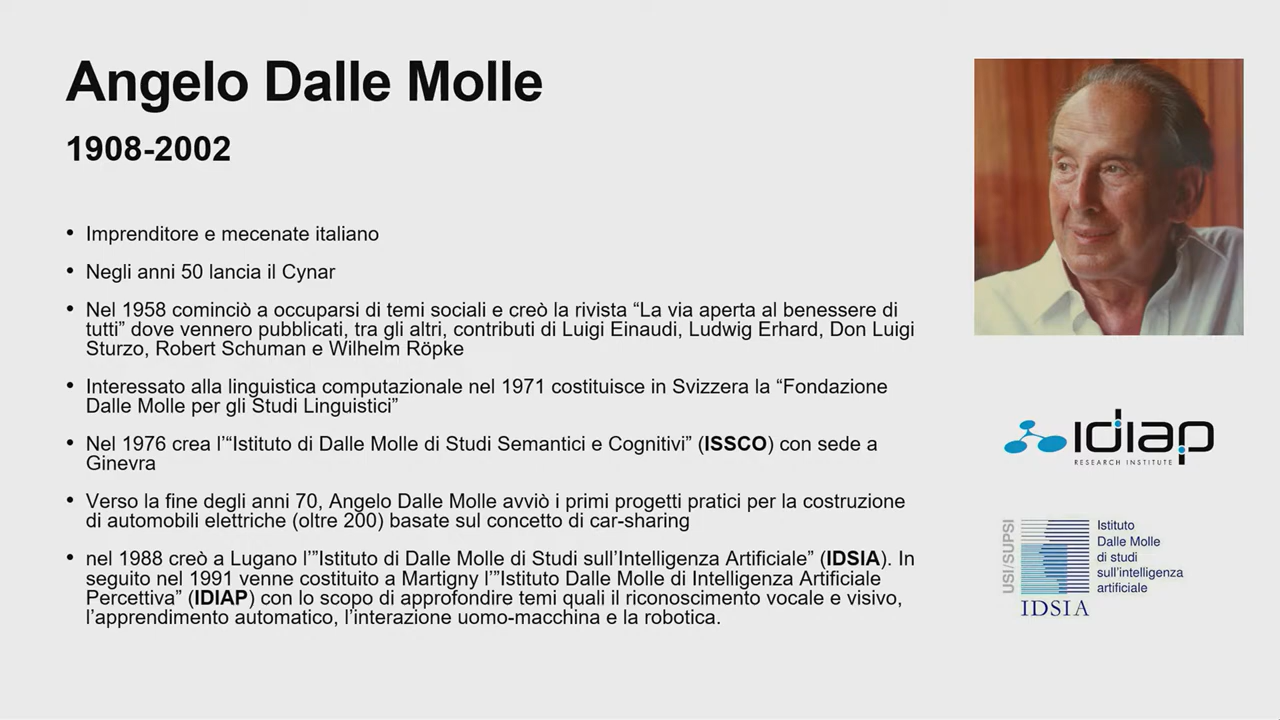 Angelo Dalle Molle
1908-2002
• Imprenditore e mecenate italiano
• Negli anni 50 lancia il Cynar
• Nel 1958 cominciò a occuparsi di temi sociali e creò la rivista “La via aperta al benessere di
tutti” dove vennero pubblicati, tra gli altri, contributi di Luigi Einaudi, Ludwig Erhard, Don Luigi
Sturzo, Robert Schuman e Wilhelm Röpke
• Interessato alla linguistica computazionale nel 1971 costituisce in Svizzera la “Fondazione
Dalle Molle per gli Studi Linguistici”
• Nel 1976 crea l’“Istituto di Dalle Molle di Studi Semantici e Cognitivi” (ISSCO) con sede a
Ginevra
• Verso la fine degli anni 70, Angelo Dalle Molle avviò i primi progetti pratici per la costruzione
di automobili elettriche (oltre 200) basate sul concetto di car-sharing
• nel 1988 creò a Lugano l’”Istituto di Dalle Molle di Studi sull’Intelligenza Artificiale” (IDSIA). In
seguito nel 1991 venne costituito a Martigny l’”Istituto Dalle Molle di Intelligenza Artificiale
Percettiva” (IDIAP) con lo scopo di approfondire temi quali il riconoscimento vocale e visivo,
l’apprendimento automatico, l’interazione uomo-macchina e la robotica.
idiap
RESEARCH INSTITUTE
USI/SUPSI
Istituto
Dalle Molle
di studi
sull’intelligenza
artificiale
IDSIA